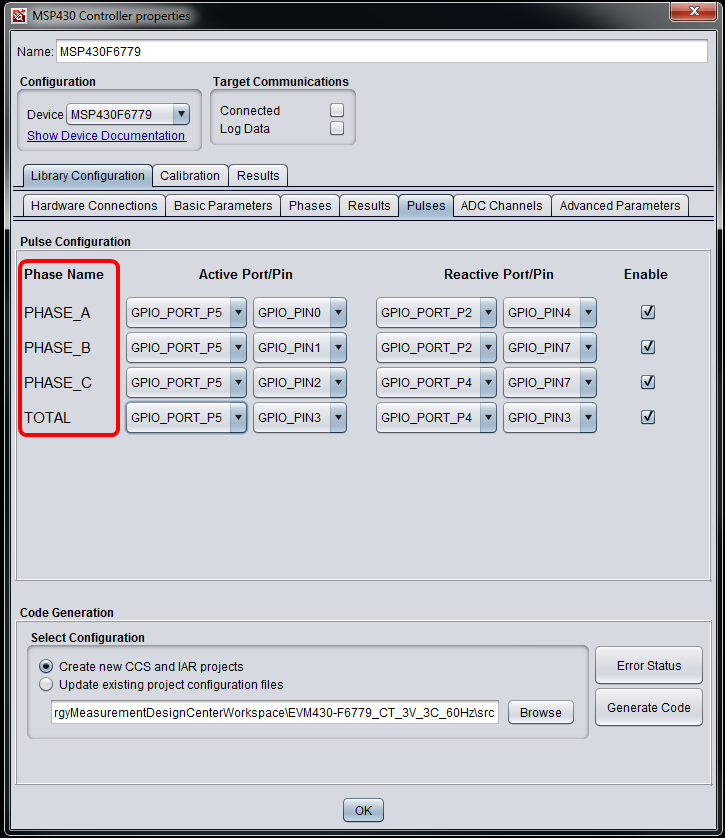 MSP430 Controller properties
x
Name: MSP430F6779
Configuration
Target Communications
Device MSP430F6779
Show Device Documentation
Connected
Log Data
Library Configuration Calibration Results
Hardware Connections Basic Parameters Phases Results Pulses ADC Channels Advanced Parameters
Pulse Configuration
Phase Name Active Port/Pin Reactive Port/Pin Enable
PHASE_A GPIO_PORT_P5 GPIO_PIN0 GPIO_PORT_P2 GPIO_PIN4
PHASE_B GPIO_PORT_P5 GPIO_PIN1 GPIO_PORT_P2 GPIO_PIN7
PHASE_C GPIO_PORT_P5 GPIO_PIN2 GPIO_PORT_P4 GPIO_PIN7
TOTAL GPIO_PORT_P5 GPIO_PIN3 GPIO_PORT_P4 GPIO_PIN3
Code Generation
Select Configuration
Create new CCS and IAR projects
Update existing project configuration files
rgyMeasurementDesignCenterWorkspace\EVM430-F6779_CT_3V_3C_60Hz\src Browse
Error Status
Generate Code
OK